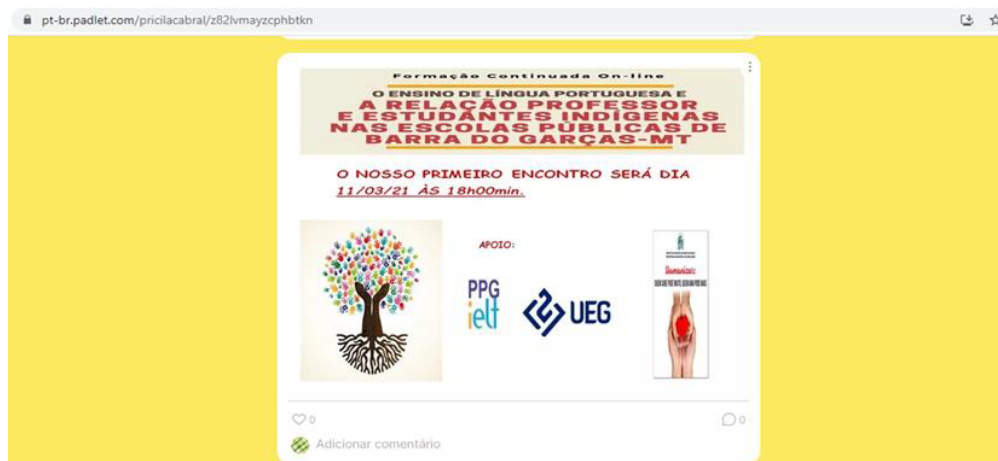 pt-br.padlet.com/pricilacabral/z82lvmayzcphbtkn
Formação Continuada On-line
O ENSINO DE LÍNGUA PORTUGUESA E
A RELAÇÃO PROFESSOR
E ESTUDANTES INDÍGENAS
NAS ESCOLAS PÚBLICAS DE
BARRA DO GARÇAS-MT
O NOSSO PRIMEIRO ENCONTRO SERÁ DIA
11/03/21 ÀS 18h00min.
APOIO:
PPG
ielt
UEG
Humanizar:
0
0
Adicionar comentário